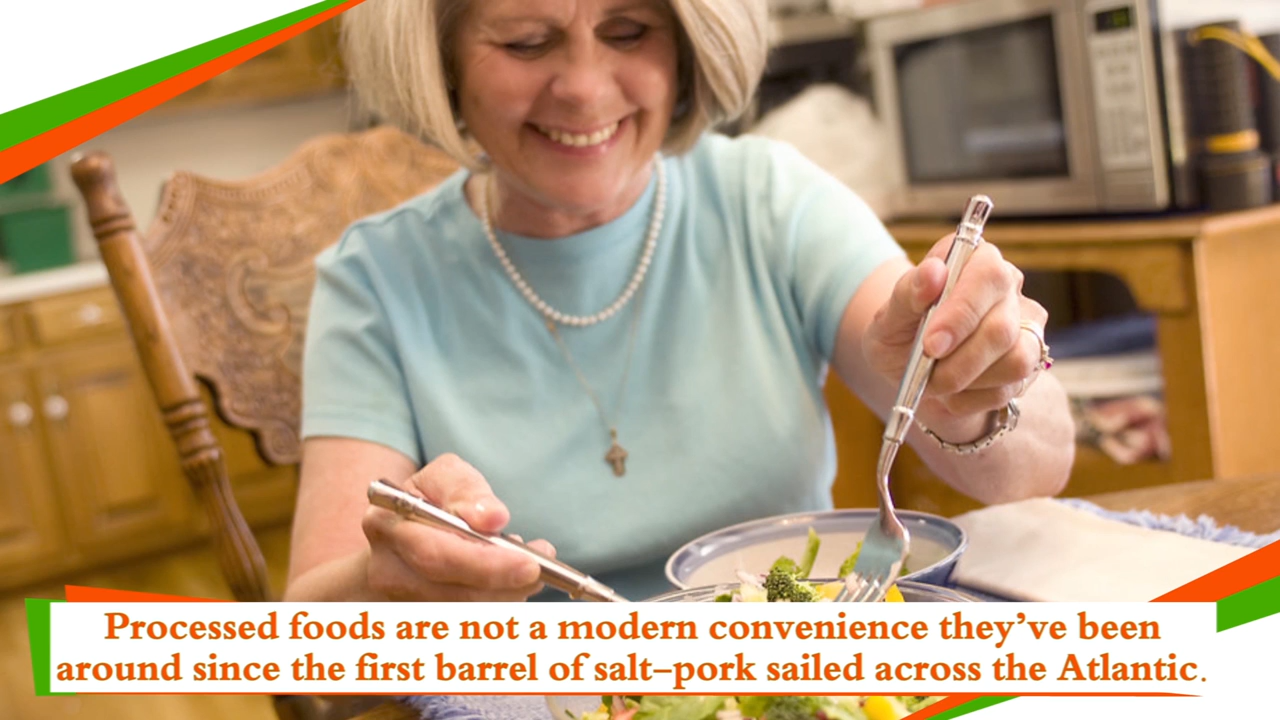 Processed foods are not a modern convenience they’ve been
around since the first barrel of salt–pork sailed across the Atlantic.